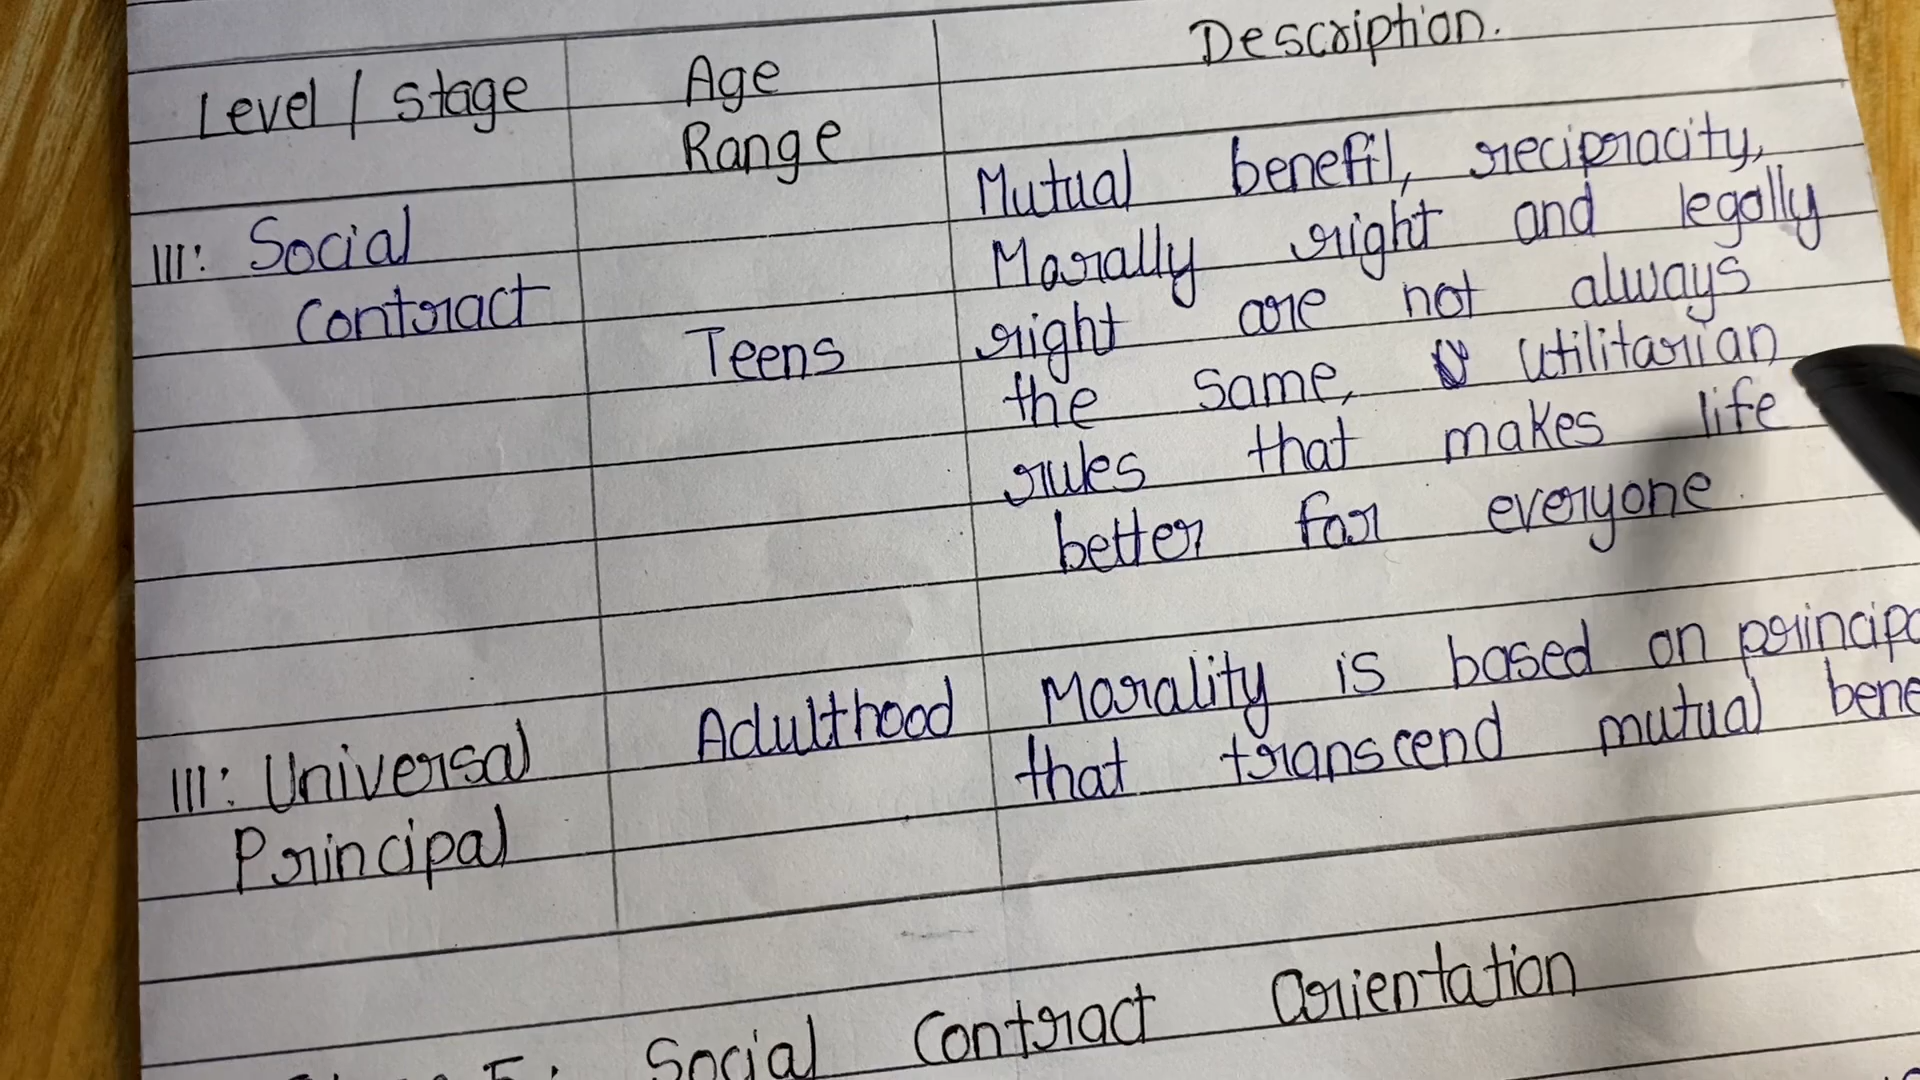 Level / stage
Age Range
Description.
III: Social
Contract
Teens
Mutual benefit, reciprocity,
Morally right and legally
right are not always
the same, utilitarian
rules that makes life
better for everyone
III: Universal
Principal
Adulthood
Morality is based on
that transcend mutual
5: Social Contract Orientation